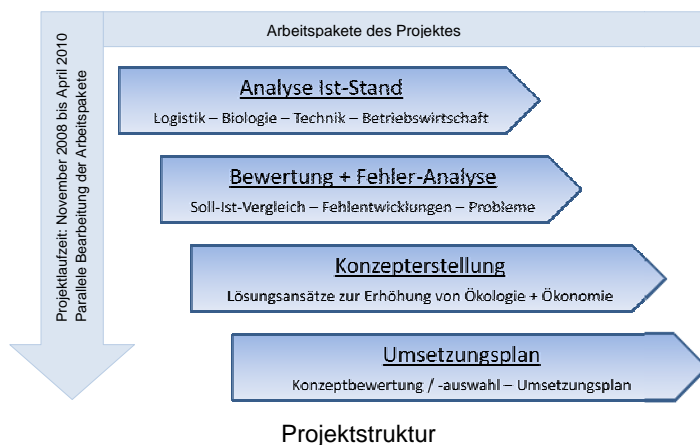 Arbeitspakete des Projektes
Projektlaufzeit: November 2008 bis April 2010
Parallele Bearbeitung der Arbeitspakete
Analyse Ist-Stand
Logistik – Biologie – Technik – Betriebswirtschaft
Bewertung + Fehler-Analyse
Soll-Ist-Vergleich – Fehlentwicklungen – Probleme
Konzepterstellung
Lösungsansätze zur Erhöhung von Ökologie + Ökonomie
Umsetzungsplan
Konzeptbewertung / -auswahl – Umsetzungsplan
Projektstruktur